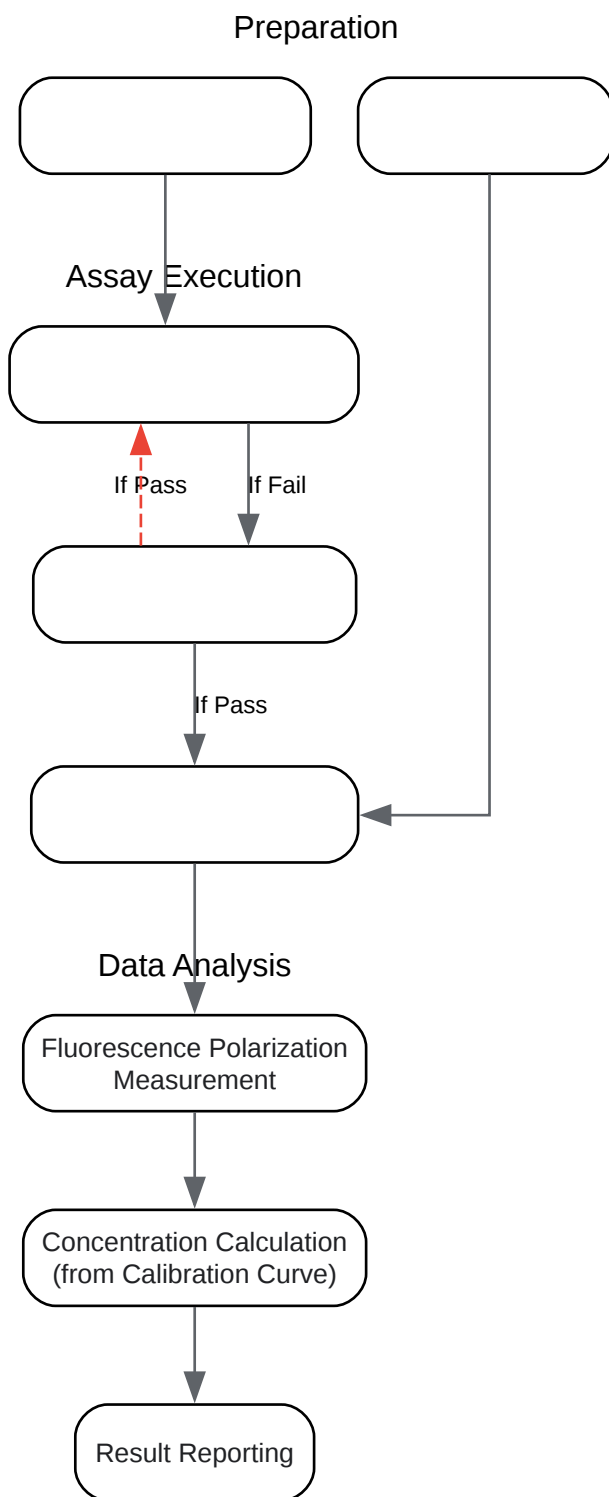 Preparation
Assay Execution
If Pass
If Fail
If Pass
Data Analysis
Fluorescence Polarization
Measurement
Concentration Calculation
(from Calibration Curve)
Result Reporting